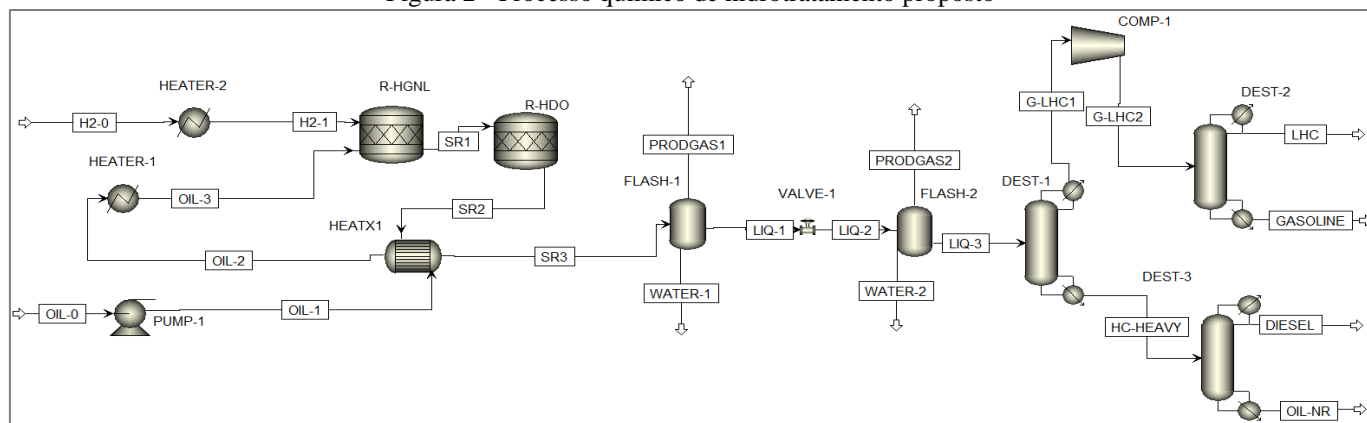 Figura 2 - Processo químico de hidrotratamento proposto
COMP-1
HEATER-2
R-HGNL
R-HDO
G-LHC1
DEST-2
G-LHC2
H2-0
H2-1
SR1
LHC
PRODGAS1
PRODGAS2
HEATER-1
FLASH-1
VALVE-1
FLASH-2
DEST-1
OIL-3
SR2
GASOLINE
HEATX1
LIQ-1
LIQ-2
LIQ-3
OIL-2
SR3
DEST-3
WATER-1
WATER-2
OIL-0
PUMP-1
OIL-1
HC-HEAVY
DIESEL
OIL-NR